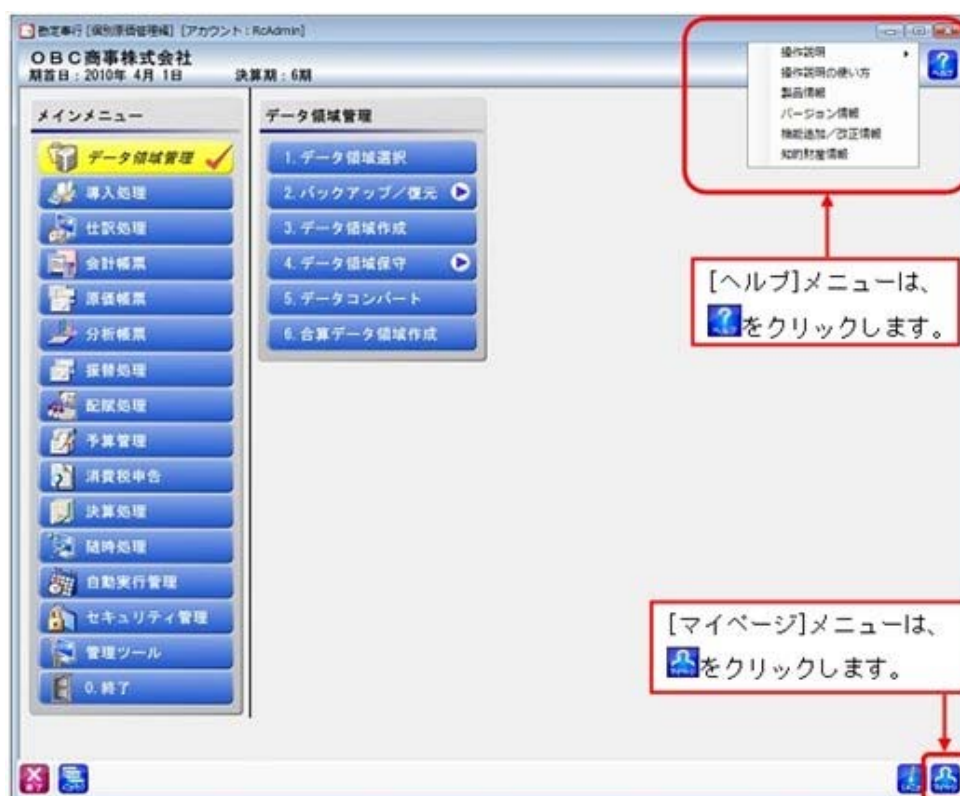 勘定奉行 [個別原価管理編] [アカウント : RcAdmin]
OBC商事株式会社
期首日 : 2010年 4月 1日　決算期 : 6期
ヘルプ
操作説明
操作説明の使い方
製品情報
バージョン情報
機能追加／改正情報
知的財産情報
メインメニュー
データ領域管理
導入処理
仕訳処理
会計帳票
原価帳票
分析帳票
振替処理
配賦処理
予算管理
消費税申告
決算処理
随時処理
自動実行管理
セキュリティ管理
管理ツール
0. 終了
データ領域管理
1. データ領域選択
2. バックアップ／復元
3. データ領域作成
4. データ領域保守
5. データコンバート
6. 合算データ領域作成
[ヘルプ]メニューは、
をクリックします。
[マイページ]メニューは、
をクリックします。